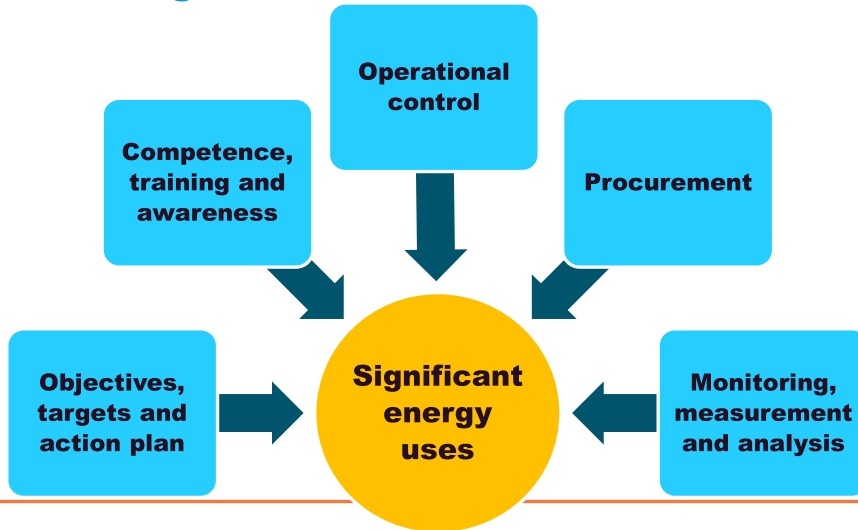 Operational
control
Competence,
training and
awareness
Procurement
Objectives,
targets and
action plan
Significant
energy
uses
Monitoring,
measurement
and analysis